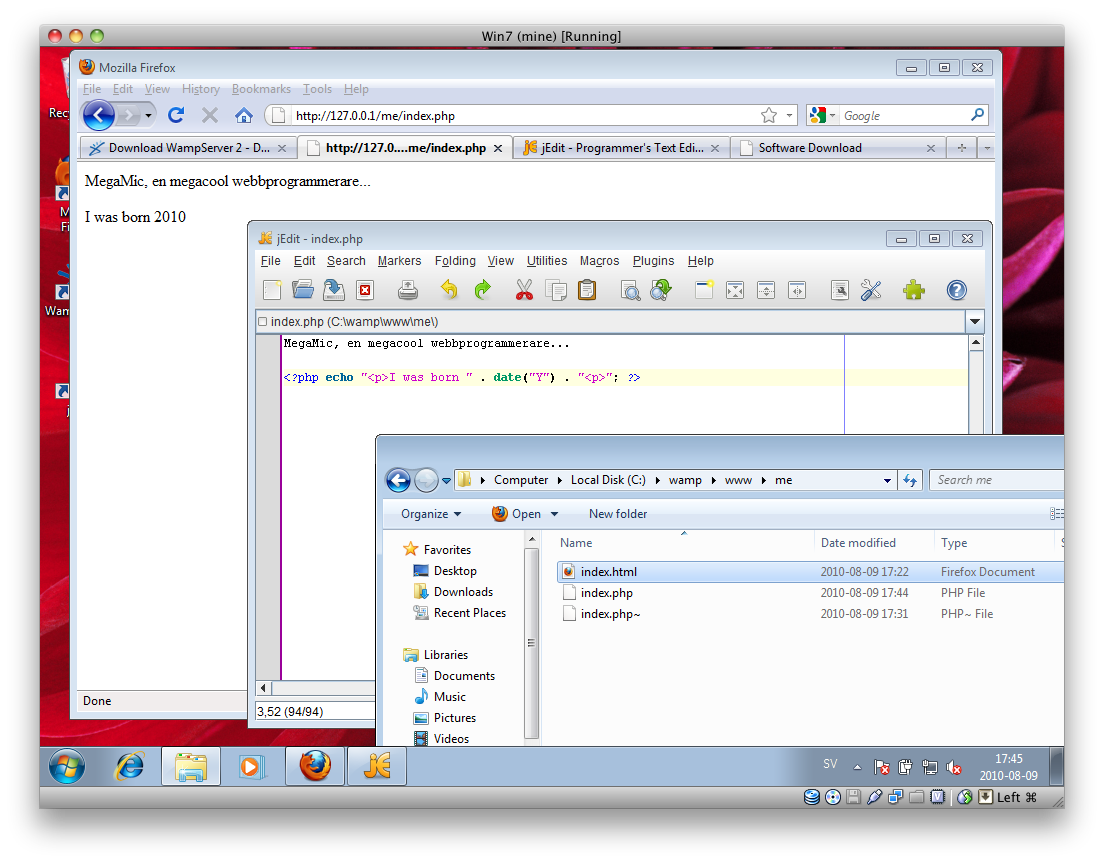 Win7 (mine) [Running]
Mozilla Firefox
File Edit View History Bookmarks Tools Help
http://127.0.0.1/me/index.php
Google
Download WampServer 2 - D...
http://127.0....me/index.php
jEdit - Programmer's Text Edi...
Software Download
MegaMic, en megacool webbprogrammerare...
I was born 2010
Rec
M
Fi
Wam
j
jEdit - index.php
File Edit Search Markers Folding View Utilities Macros Plugins Help
index.php (C:\wamp\www\me\)
MegaMic, en megacool webbprogrammerare...
<?php echo "<p>I was born " . date("Y") . "<p>"; ?>
3,52 (94/94)
Done
Computer Local Disk (C:) wamp www me
Search me
Organize Open New folder
Favorites
Desktop
Downloads
Recent Places
Libraries
Documents
Music
Pictures
Videos
Name Date modified Type S
index.html 2010-08-09 17:22 Firefox Document
index.php 2010-08-09 17:44 PHP File
index.php~ 2010-08-09 17:31 PHP~ File
SV
17:45
2010-08-09
Left ⌘